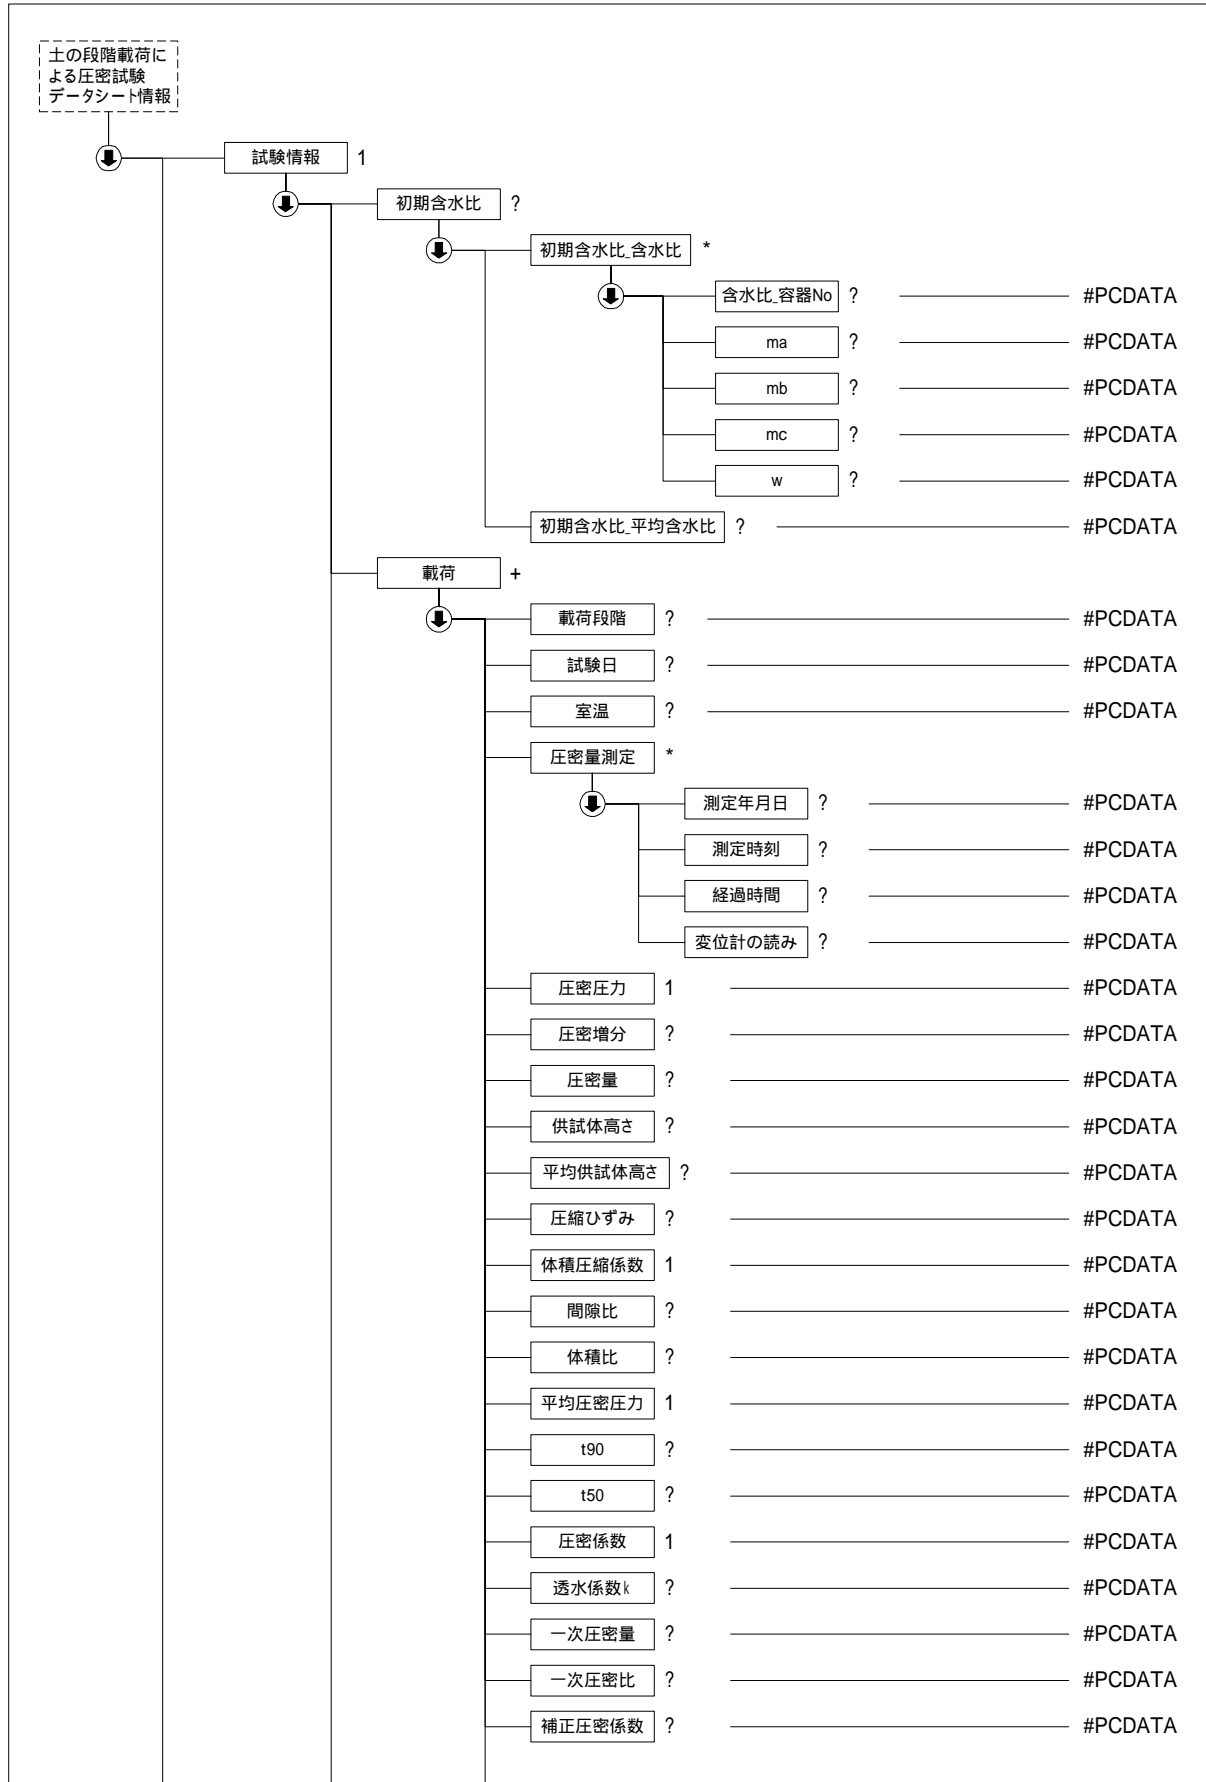 土の段階載荷に
よる圧密試験
データシート情報
試験情報 1
初期含水比 ?
初期含水比_含水比 *
含水比_容器No ? #PCDATA
ma ? #PCDATA
mb ? #PCDATA
mc ? #PCDATA
w ? #PCDATA
初期含水比_平均含水比 ? #PCDATA
載荷 +
載荷段階 ? #PCDATA
試験日 ? #PCDATA
室温 ? #PCDATA
圧密量測定 *
測定年月日 ? #PCDATA
測定時刻 ? #PCDATA
経過時間 ? #PCDATA
変位計の読み ? #PCDATA
圧密圧力 1 #PCDATA
圧密増分 ? #PCDATA
圧密量 ? #PCDATA
供試体高さ ? #PCDATA
平均供試体高さ ? #PCDATA
圧縮ひずみ ? #PCDATA
体積圧縮係数 1 #PCDATA
間隙比 ? #PCDATA
体積比 ? #PCDATA
平均圧密圧力 1 #PCDATA
t90 ? #PCDATA
t50 ? #PCDATA
圧密係数 1 #PCDATA
透水係数k ? #PCDATA
一次圧密量 ? #PCDATA
一次圧密比 ? #PCDATA
補正圧密係数 ? #PCDATA